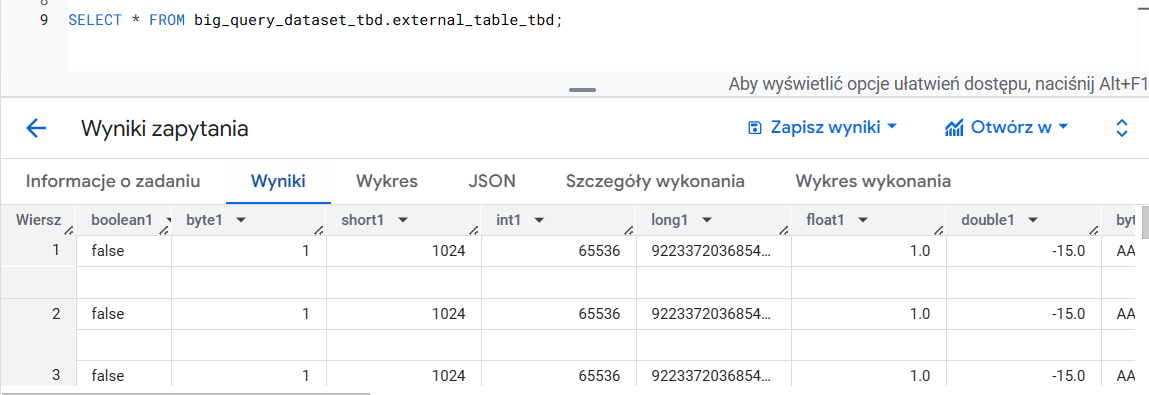 8
9 SELECT * FROM big_query_dataset_tbd.external_table_tbd;
Aby wyświetlić opcje ułatwień dostępu, naciśnij Alt+F1
Wyniki zapytania Zapisz wyniki Otwórz w
Informacje o zadaniu Wyniki Wykres JSON Szczegóły wykonania Wykres wykonania
Wiersz boolean1 byte1 short1 int1 long1 float1 double1 byt
1 false 1 1024 65536 9223372036854... 1.0 -15.0 AA
2 false 1 1024 65536 9223372036854... 1.0 -15.0 AA
3 false 1 1024 65536 9223372036854... 1.0 -15.0 AA